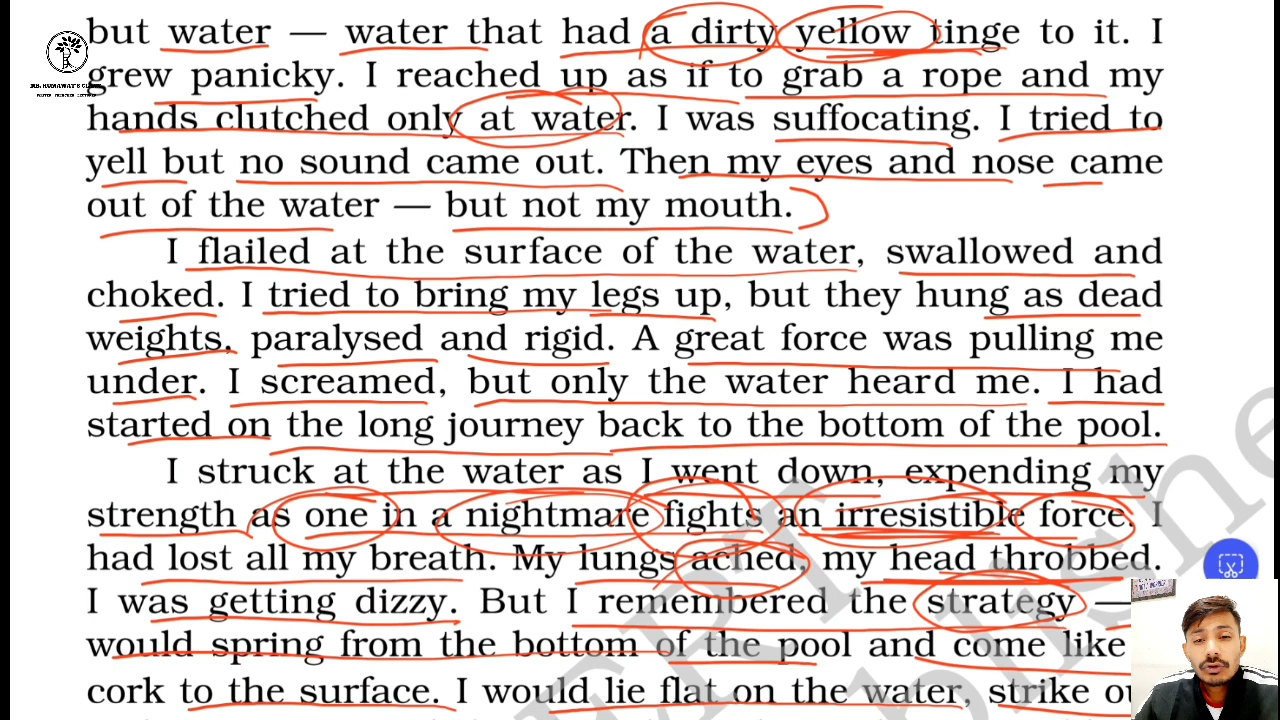 but water — water that had a dirty yellow tinge to it. I
grew panicky. I reached up as if to grab a rope and my
hands clutched only at water. I was suffocating. I tried to
yell but no sound came out. Then my eyes and nose came
out of the water — but not my mouth.
I flailed at the surface of the water, swallowed and
choked. I tried to bring my legs up, but they hung as dead
weights, paralysed and rigid. A great force was pulling me
under. I screamed, but only the water heard me. I had
started on the long journey back to the bottom of the pool.
I struck at the water as I went down, expending my
strength as one in a nightmare fights an irresistible force. I
had lost all my breath. My lungs ached, my head throbbed.
I was getting dizzy. But I remembered the strategy —
would spring from the bottom of the pool and come like
cork to the surface. I would lie flat on the water, strike